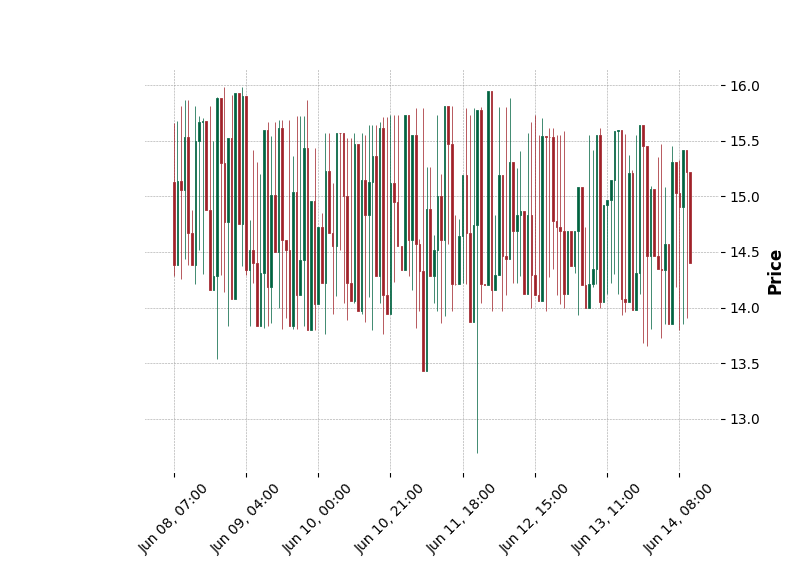 16.0
15.5
15.0
14.5
14.0
13.5
13.0
Price
Jun 08, 07:00
Jun 09, 04:00
Jun 10, 00:00
Jun 10, 21:00
Jun 11, 18:00
Jun 12, 15:00
Jun 13, 11:00
Jun 14, 08:00